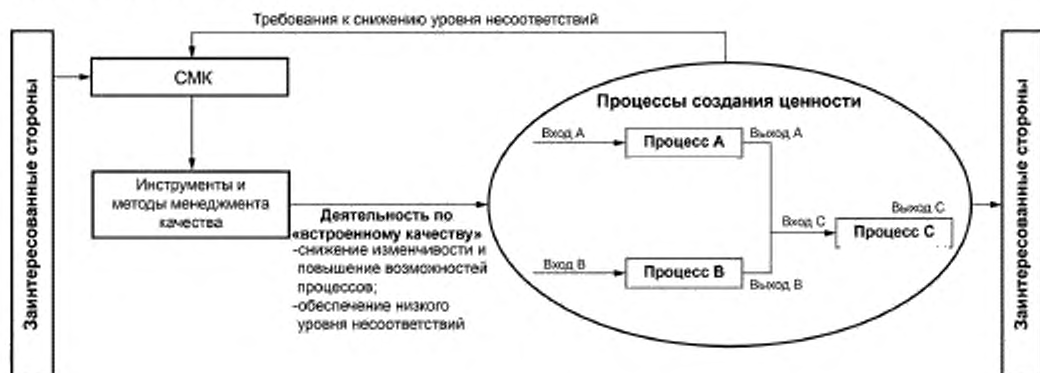 Требования к снижению уровня несоответствий
Заинтересованные стороны
СМК
Инструменты и
методы менеджмента
качества
Деятельность по
«встроенному качеству»
-снижение изменчивости и
повышение возможностей
процессов;
-обеспечение низкого
уровня несоответствий
Процессы создания ценности
Вход А
Процесс А
Выход А
Вход С
Выход С
Процесс С
Вход В
Процесс В
Выход В
Заинтересованные стороны